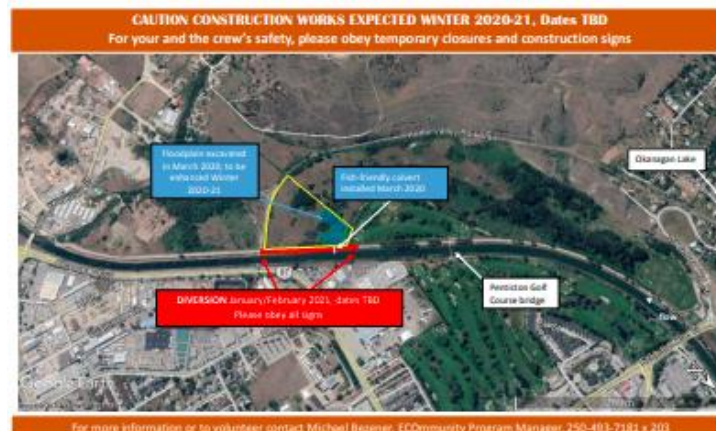 CAUTION CONSTRUCTION WORKS EXPECTED WINTER 2020-21, Dates TBD
For your and the crew's safety, please obey temporary closures and construction signs
Floodplain excavated
in March 2020; to be
enhanced Winter
2020-21
Fish-friendly culvert
installed March 2020
Okanagan Lake
DIVERSION January/February 2021, dates TBD
Please obey all signs
Penticton Golf
Course bridge
flow
Google Earth
For more information or to volunteer contact Michael Bezener, ECOmmunity Program Manager, 250-493-7181 x 203